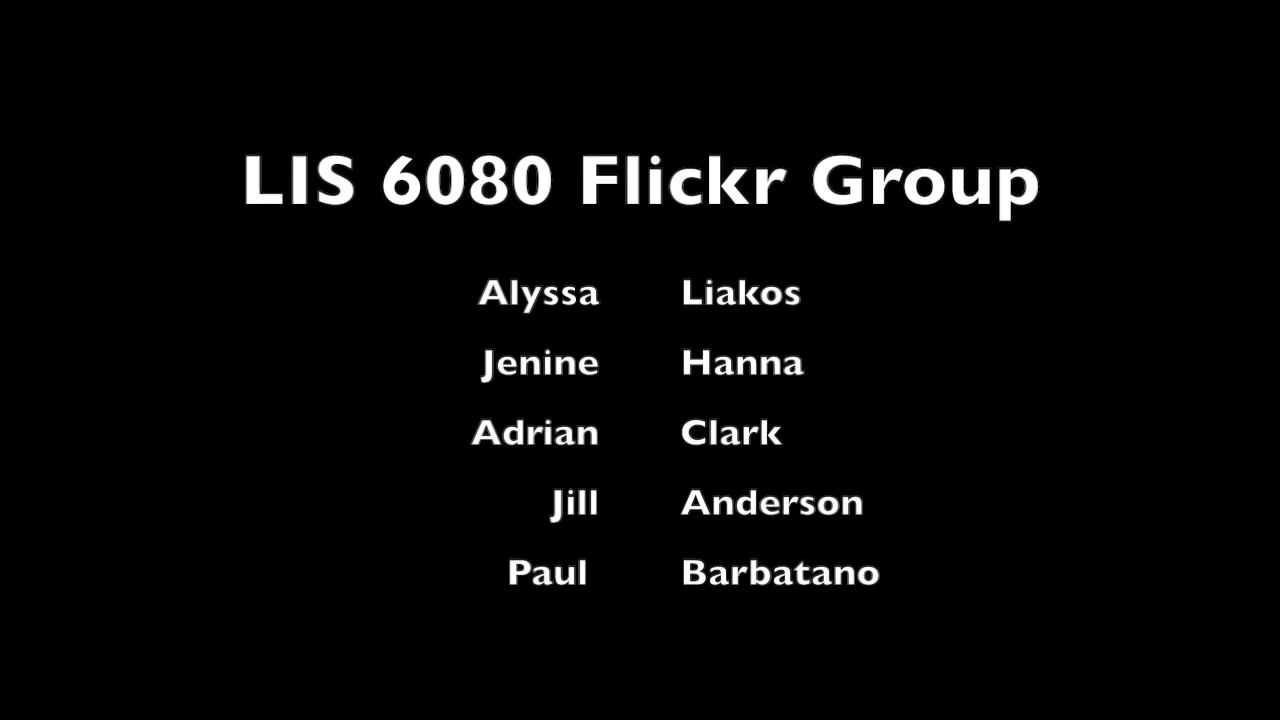 LIS 6080 Flickr Group
Alyssa Liakos
Jenine Hanna
Adrian Clark
Jill Anderson
Paul Barbatano